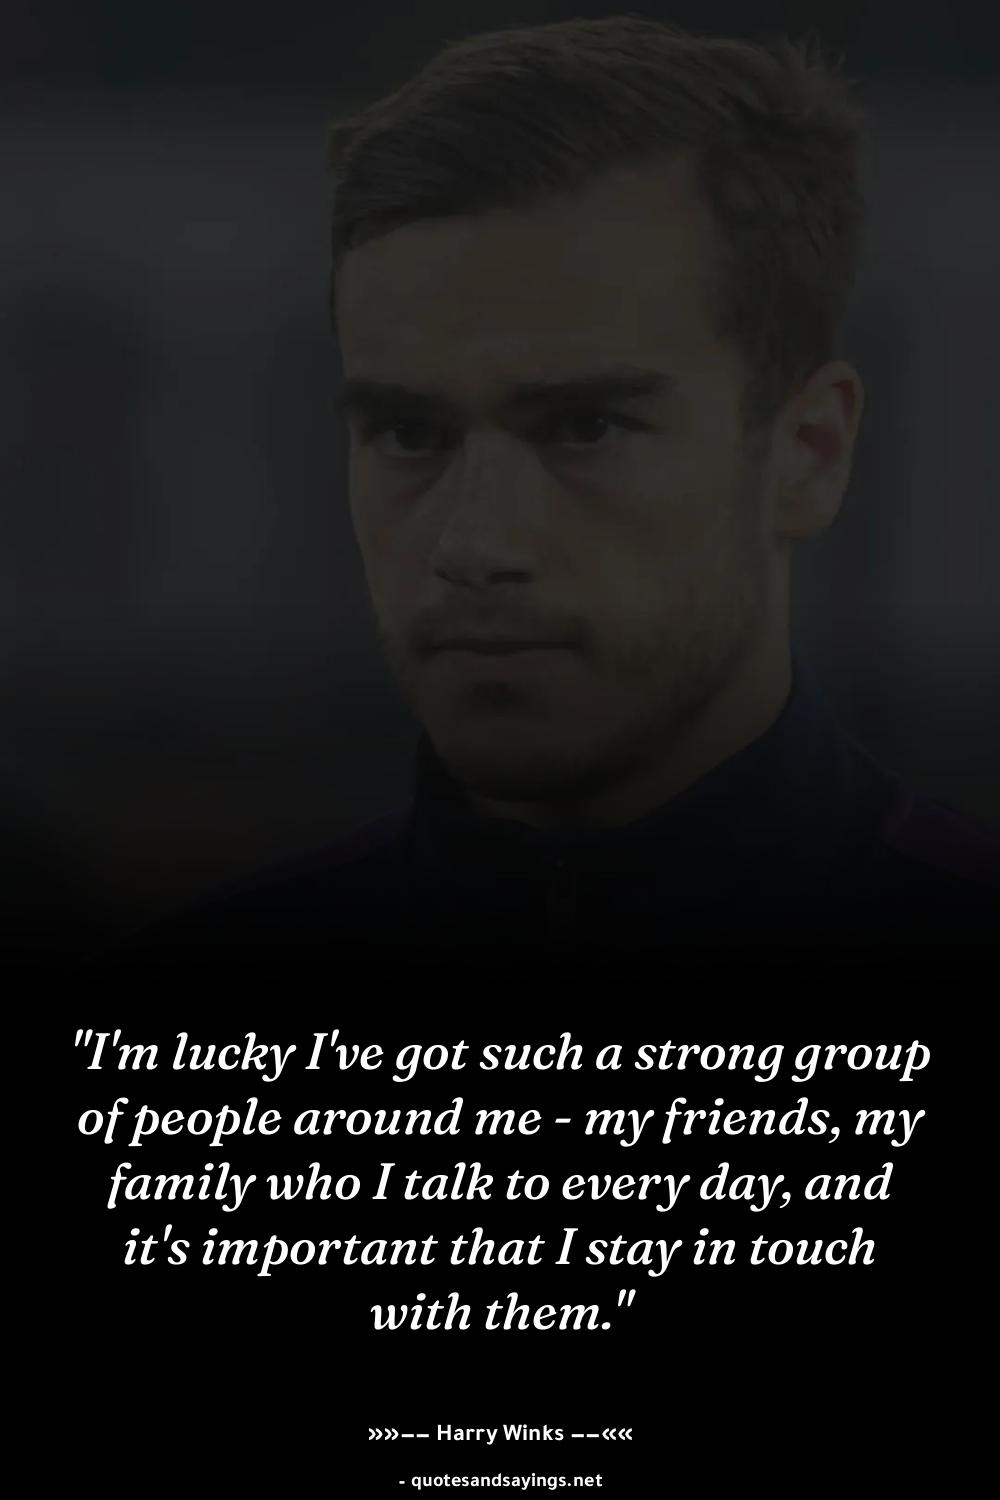 "I'm lucky I've got such a strong group
of people around me - my friends, my
family who I talk to every day, and
it's important that I stay in touch
with them."
»»—— Harry Winks ——««
- quotesandsayings.net